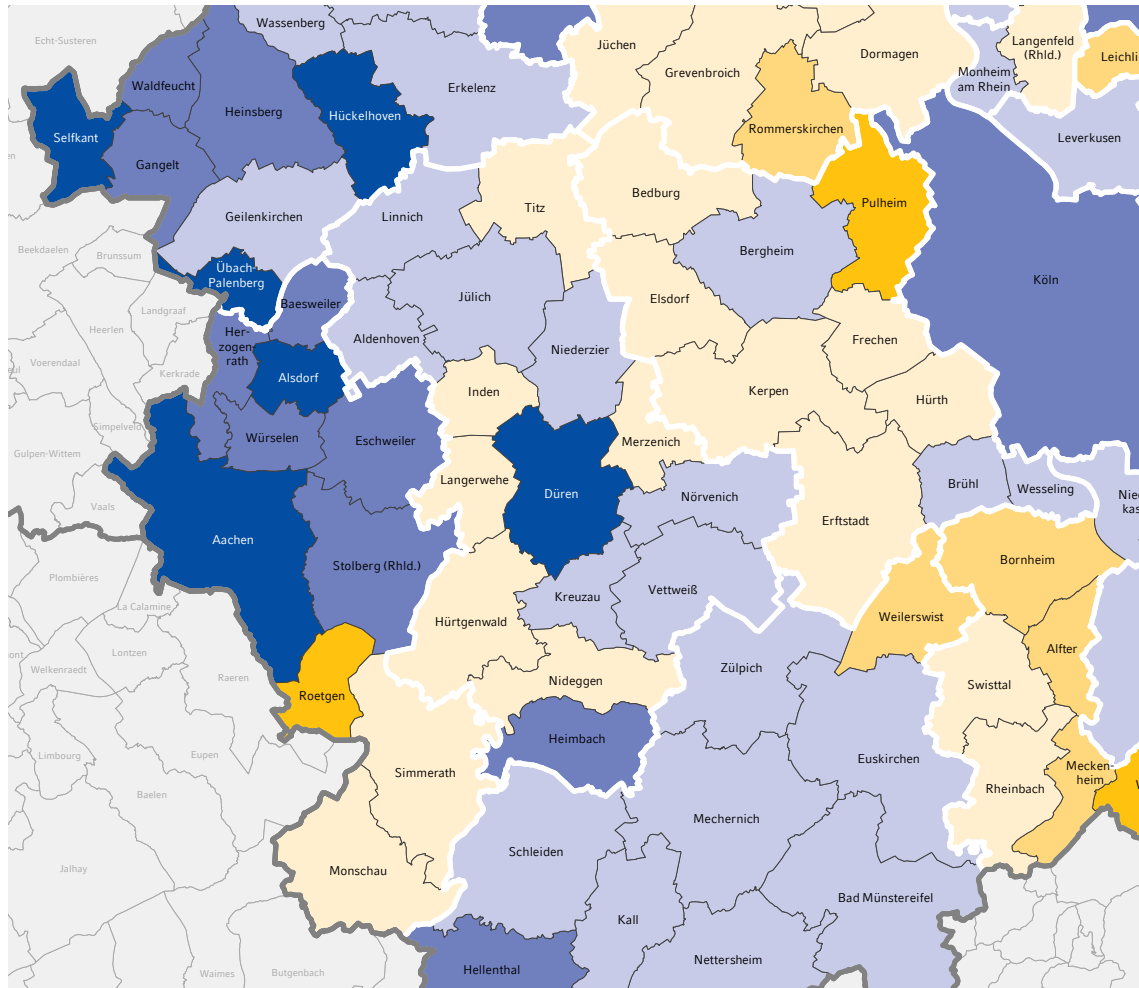 Wassenberg
Echt-Susteren
Jüchen
Dormagen
Langenfeld
(Rhld.)
Leichli
Grevenbroich
Monheim
am Rhein
Waldfeucht
Erkelenz
Heinsberg
Hückelhoven
Rommerskirchen
Selfkant
Leverkusen
en
Gangelt
Bedburg
Pulheim
Titz
Geilenkirchen
Linnich
Beekdaelen
Brunssum
Bergheim
Übach-
Palenberg
Köln
Jülich
Elsdorf
Baesweiler
Landgraaf
Heerlen
Her-
zogen-
rath
Aldenhoven
Frechen
Niederzier
Voerendaal
eul
Kerkrade
Alsdorf
Inden
Kerpen
Hürth
Simpelveld
Würselen
Eschweiler
Merzenich
Gulpen-Wittem
Langerwehe
Brühl
Wesseling
Düren
Nörvenich
Nie
kas
Vaals
Erftstadt
Aachen
Bornheim
Stolberg (Rhld.)
Plombières
Vettweiß
Kreuzau
La Calamine
Weilerswist
Hürtgenwald
Alfter
Lontzen
mont
Welkenraedt
Zülpich
Raeren
Nideggen
Swisttal
Roetgen
Heimbach
Limbourg
Eupen
Euskirchen
Simmerath
Mecken-
heim
W
Rheinbach
Baelen
Mechernich
Schleiden
Jalhay
Monschau
Bad Münstereifel
Kall
Nettersheim
Hellenthal
Waimes
Butgenbach